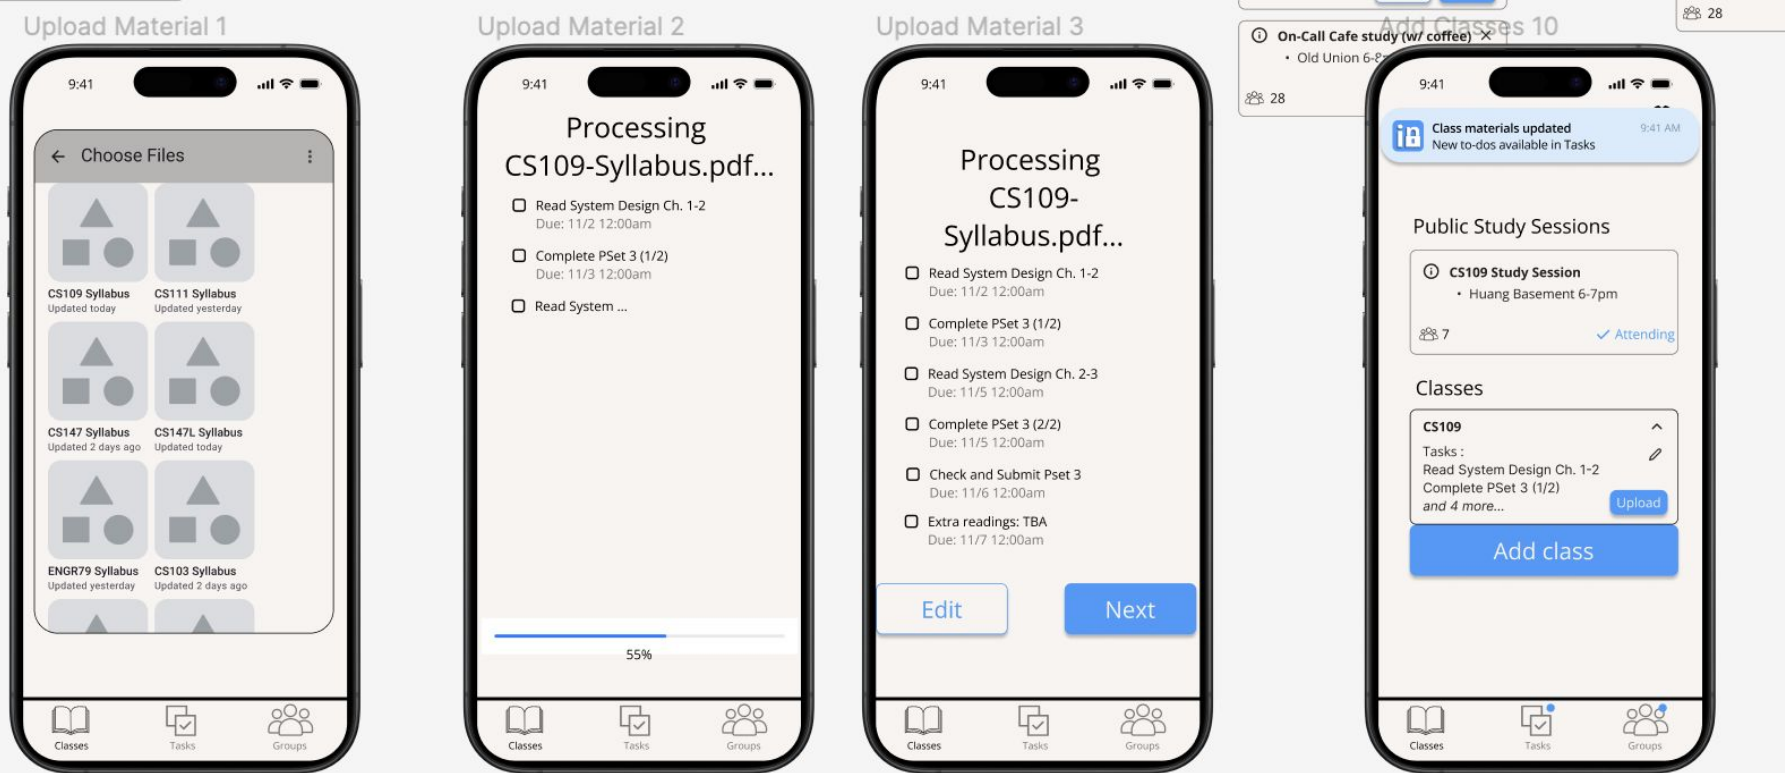 Upload Material 1
9:41
Choose Files
CS109 Syllabus
Updated today
CS111 Syllabus
Updated yesterday
CS147 Syllabus
Updated 2 days ago
CS147L Syllabus
Updated today
ENGR79 Syllabus
Updated yesterday
CS103 Syllabus
Updated 2 days ago
Classes
Tasks
Groups
Upload Material 2
9:41
Processing
CS109-Syllabus.pdf...
Read System Design Ch. 1-2
Due: 11/2 12:00am
Complete PSet 3 (1/2)
Due: 11/3 12:00am
Read System ...
55%
Classes
Tasks
Groups
Upload Material 3
9:41
Processing
CS109-
Syllabus.pdf...
Read System Design Ch. 1-2
Due: 11/2 12:00am
Complete PSet 3 (1/2)
Due: 11/3 12:00am
Read System Design Ch. 2-3
Due: 11/5 12:00am
Complete PSet 3 (2/2)
Due: 11/5 12:00am
Check and Submit Pset 3
Due: 11/6 12:00am
Extra readings: TBA
Due: 11/7 12:00am
Edit
Next
Classes
Tasks
Groups
On-Call Cafe study (w/ coffee)
• Old Union
28
28
Add Classes 10
9:41
Class materials updated
9:41 AM
New to-dos available in Tasks
Public Study Sessions
CS109 Study Session
• Huang Basement 6-7pm
7
Attending
Classes
CS109
Tasks :
Read System Design Ch. 1-2
Complete PSet 3 (1/2)
and 4 more...
Upload
Add class
Classes
Tasks
Groups